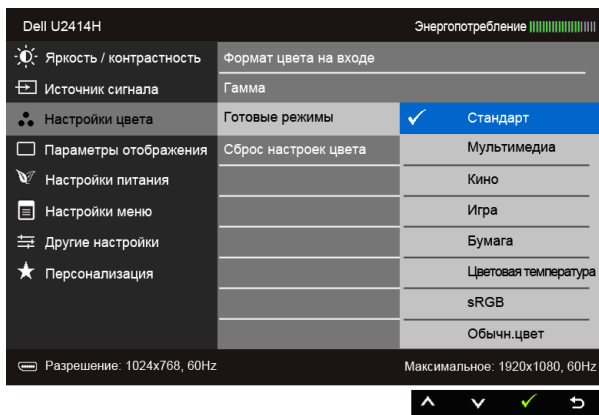 Dell U2414H Энергопотребление
Яркость / контрастность Формат цвета на входе
Источник сигнала Гамма
Настройки цвета Готовые режимы Стандарт
Параметры отображения Сброс настроек цвета Мультимедиа
Настройки питания Кино
Настройки меню Игра
Другие настройки Бумага
Персонализация Цветовая температура
sRGB
Обычн.цвет
Разрешение: 1024x768, 60Hz Максимальное: 1920x1080, 60Hz